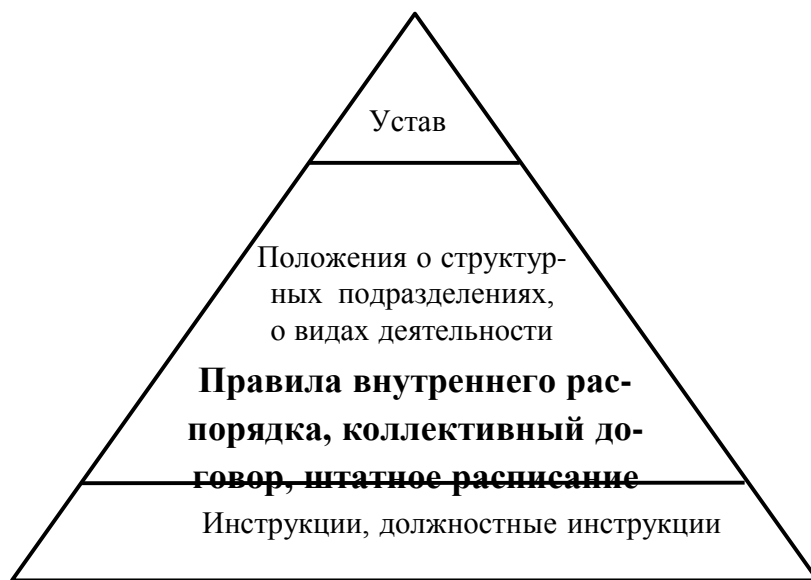 Устав
Положения о структур-
ных подразделениях,
о видах деятельности
Правила внутреннего рас-
порядка, коллективный до-
говор, штатное расписание
Инструкции, должностные инструкции